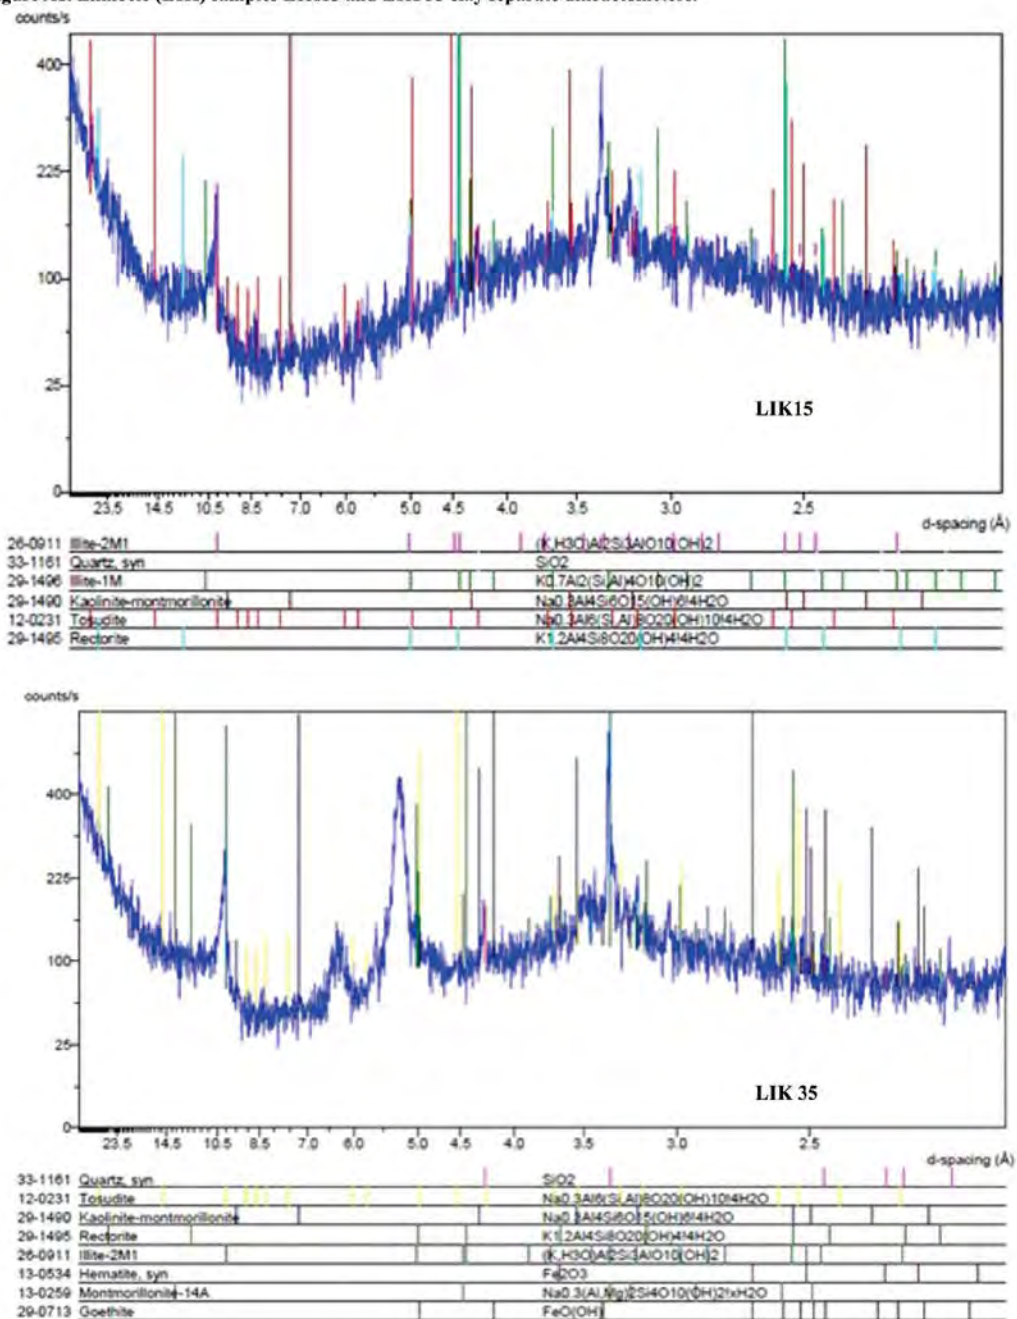 counts/s
400
225
100
25
0
LIK15
23.5 14.5 10.5 8.5 7.0 6.0 5.0 4.5 4.0 3.5 3.0 2.5
d-spacing (Å)
26-0911 Illite-2M1 (K,H3O)Al2Si3AlO10(OH)2
33-1161 Quartz, syn SiO2
29-1496 Illite-1M K0.7Al2(Si,Al)4O10(OH)2
29-1490 Kaolinite-montmorillonite Na0.3Al4Si6O15(OH)6!4H2O
12-0231 Tosudite Na0.3Al6(Si,Al)8O20(OH)10!4H2O
29-1495 Rectorite K1.2Al4Si8O20(OH)4!4H2O
counts/s
400
225
100
25
0
LIK 35
23.5 14.5 10.5 8.5 7.0 6.0 5.0 4.5 4.0 3.5 3.0 2.5
d-spacing (Å)
33-1161 Quartz, syn SiO2
12-0231 Tosudite Na0.3Al6(Si,Al)8O20(OH)10!4H2O
29-1490 Kaolinite-montmorillonite Na0.3Al4Si6O15(OH)6!4H2O
29-1495 Rectorite K1.2Al4Si8O20(OH)4!4H2O
26-0911 Illite-2M1 (K,H3O)Al2Si3AlO10(OH)2
13-0534 Hematite, syn Fe2O3
13-0259 Montmorillonite-14A Na0.3(Al,Mg)2Si4O10(OH)2!xH2O
29-0713 Goethite FeO(OH)